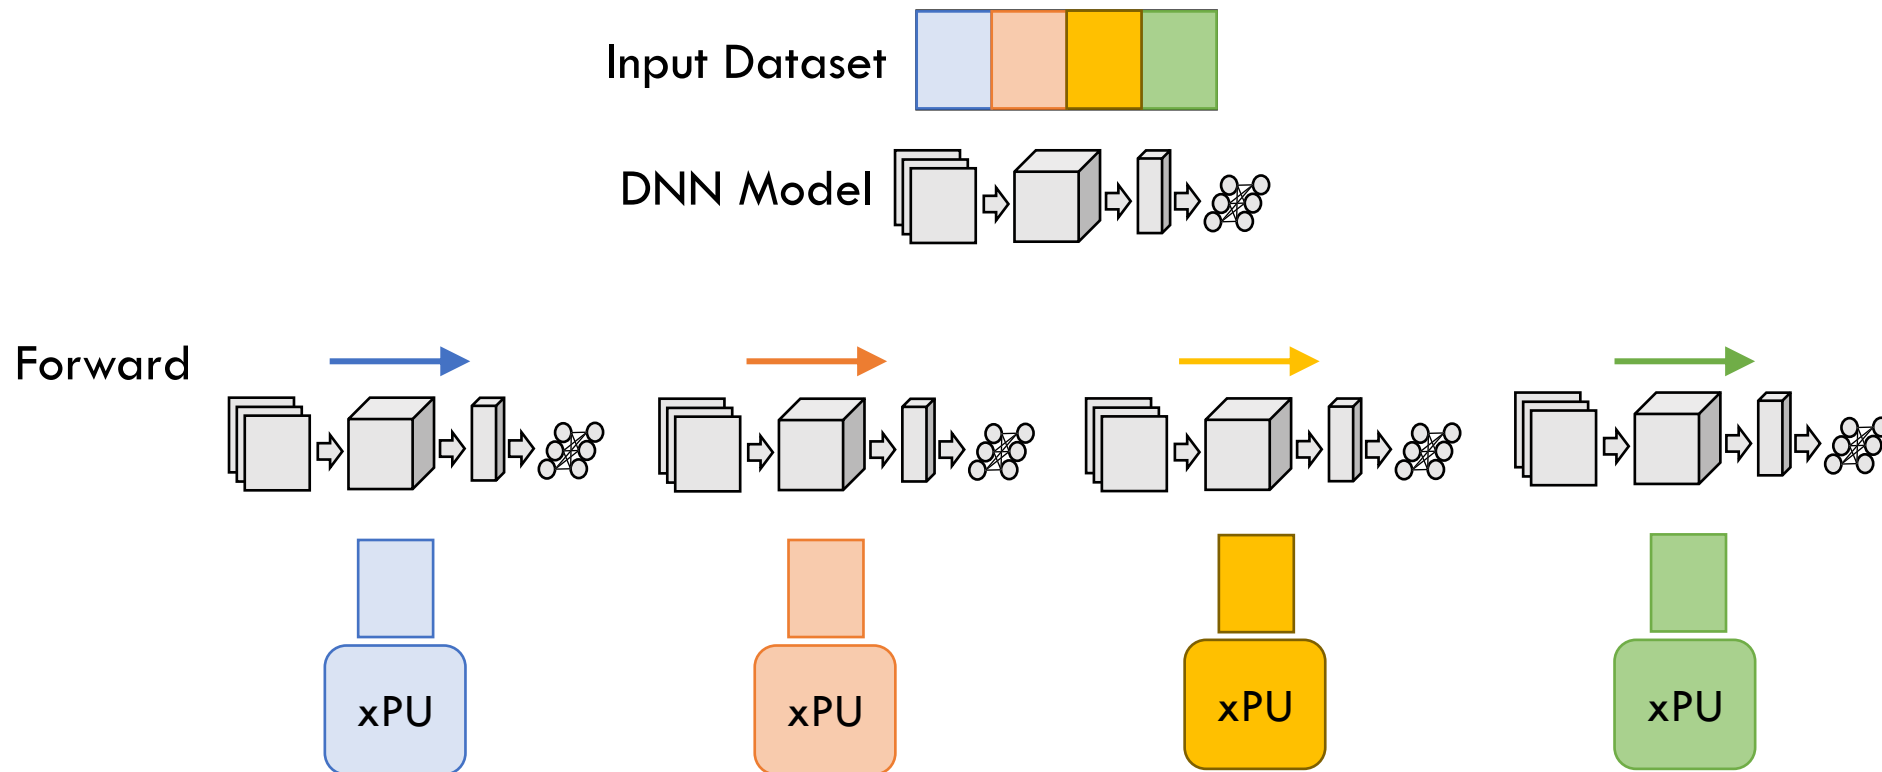 Input Dataset
DNN Model
Forward
xPU
xPU
xPU
xPU